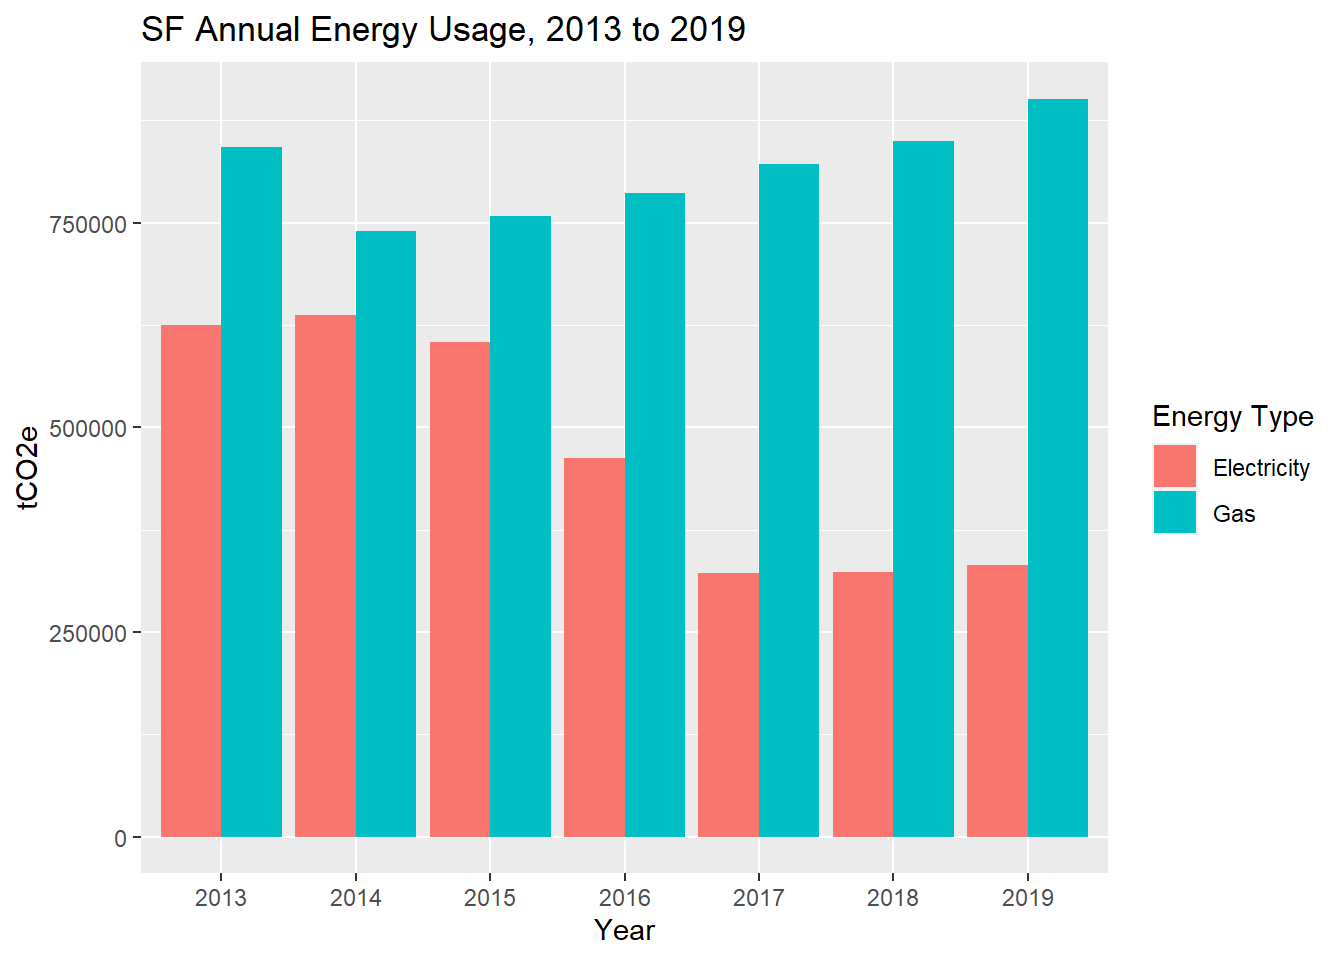 SF Annual Energy Usage, 2013 to 2019
tCO2e
750000
500000
250000
0
2013 2014 2015 2016 2017 2018 2019
Year
Energy Type
Electricity
Gas